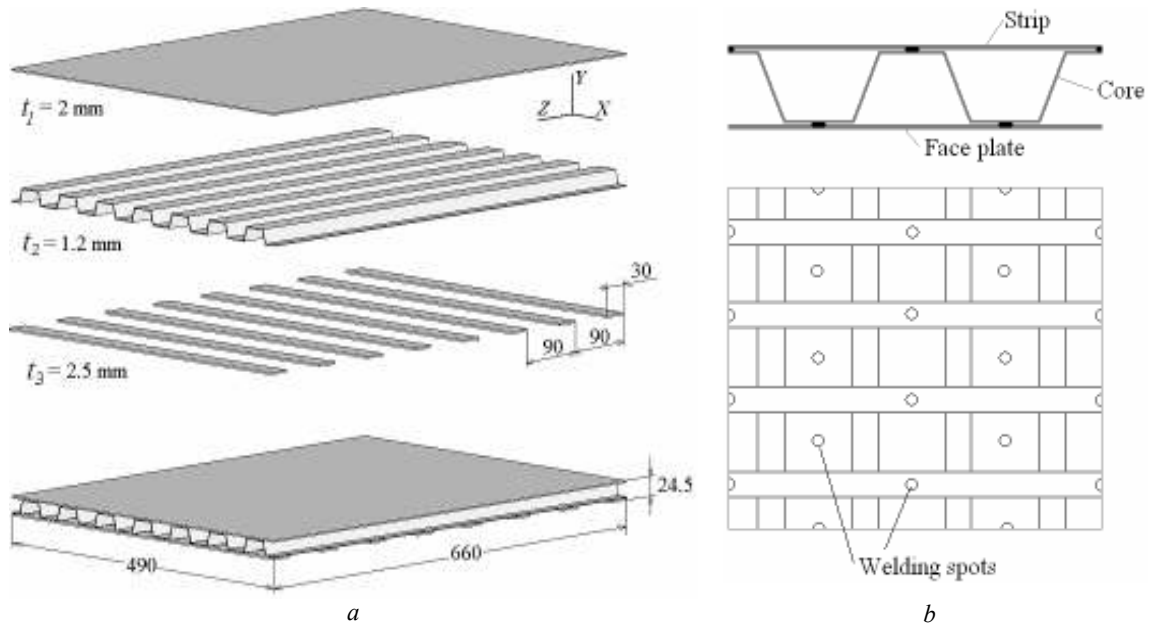 t1 = 2 mm
Y
Z
X
t2 = 1.2 mm
30
90
90
t3 = 2.5 mm
24.5
490
660
a
Strip
Core
Face plate
Welding spots
b